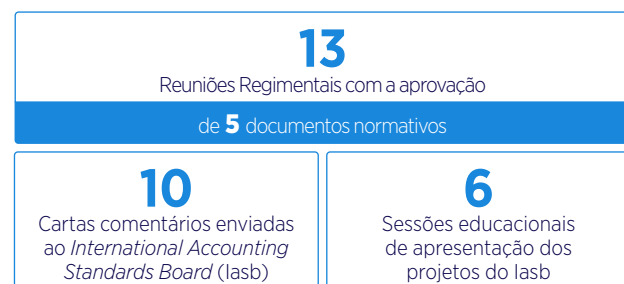 13
Reuniões Regimentais com a aprovação
de 5 documentos normativos
10
Cartas comentários enviadas
ao International Accounting
Standards Board (Iasb)
6
Sessões educacionais
de apresentação dos
projetos do Iasb